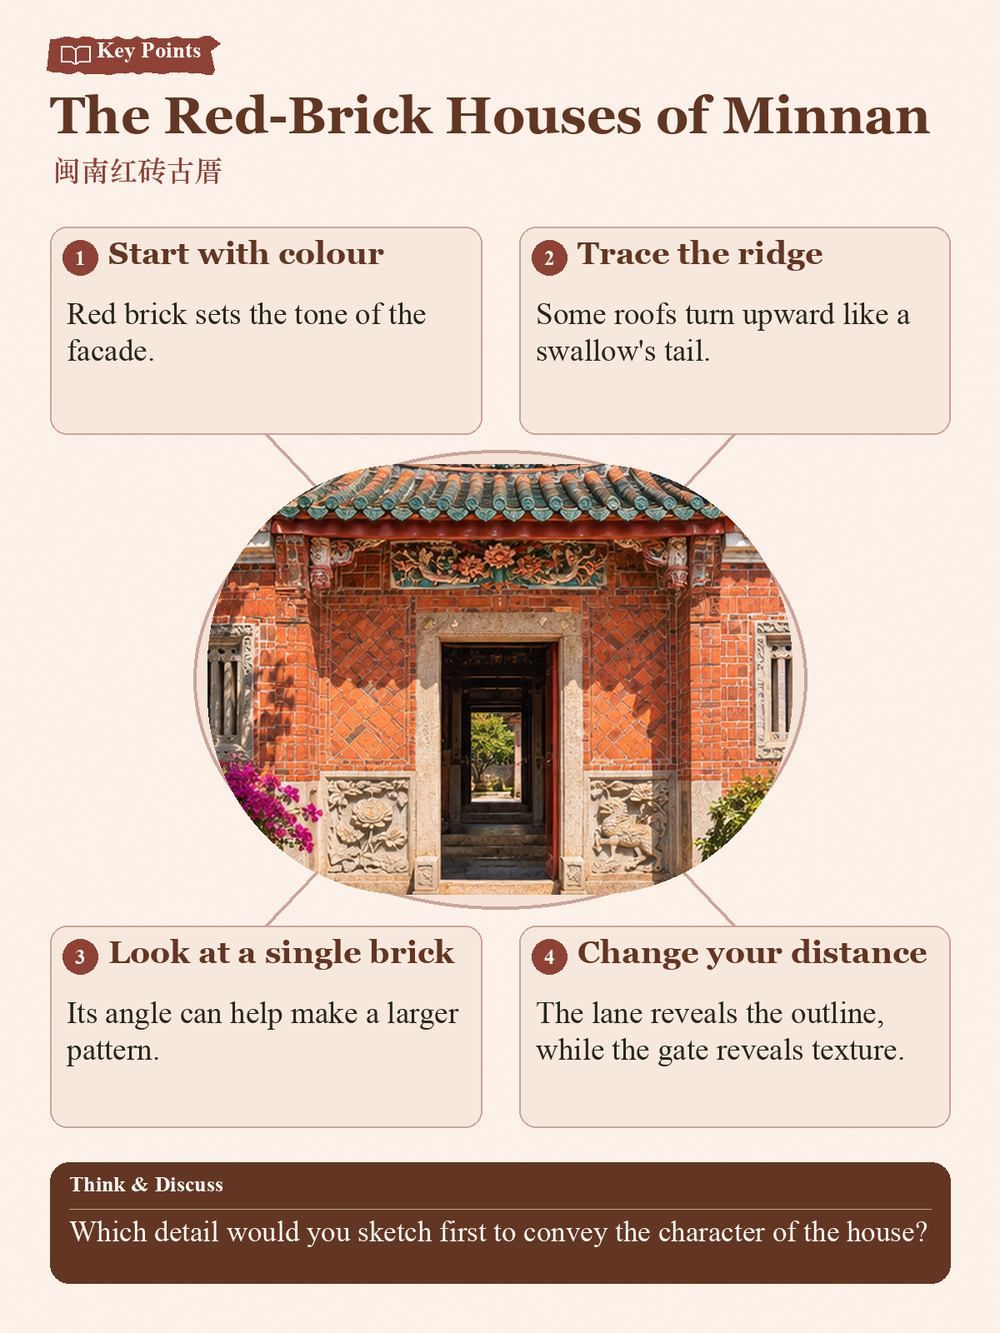 Key Points
The Red-Brick Houses of Minnan
闽南红砖古厝
1 Start with colour
Red brick sets the tone of the
facade.
2 Trace the ridge
Some roofs turn upward like a
swallow's tail.
3 Look at a single brick
Its angle can help make a larger
pattern.
4 Change your distance
The lane reveals the outline,
while the gate reveals texture.
Think & Discuss
Which detail would you sketch first to convey the character of the house?